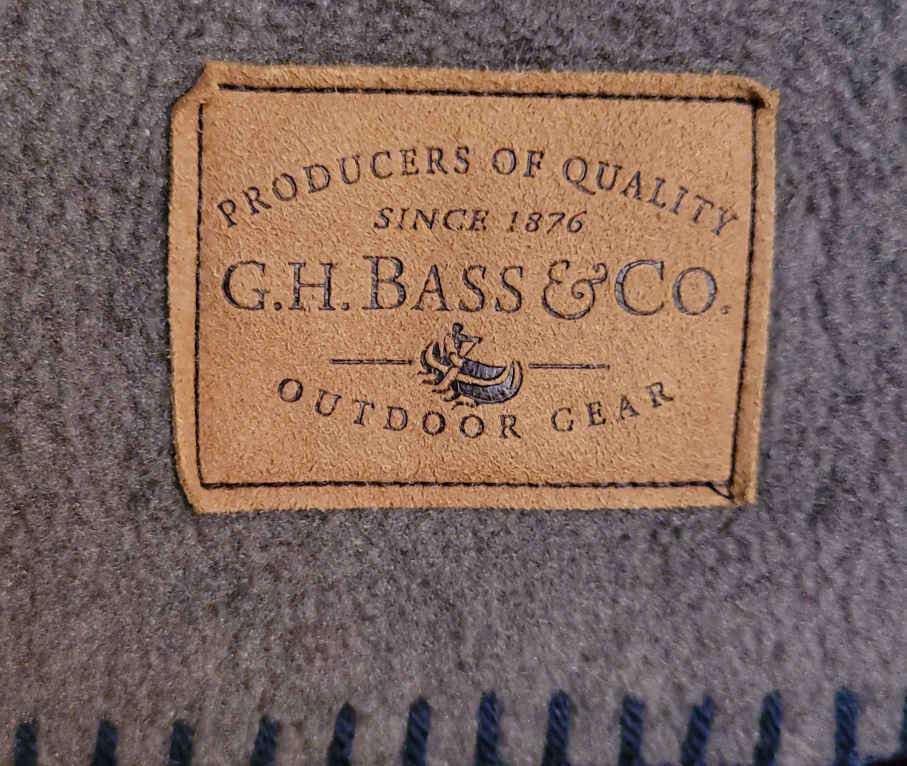 PRODUCERS OF QUALITY
SINCE 1876
G.H. BASS & CO.
OUTDOOR GEAR